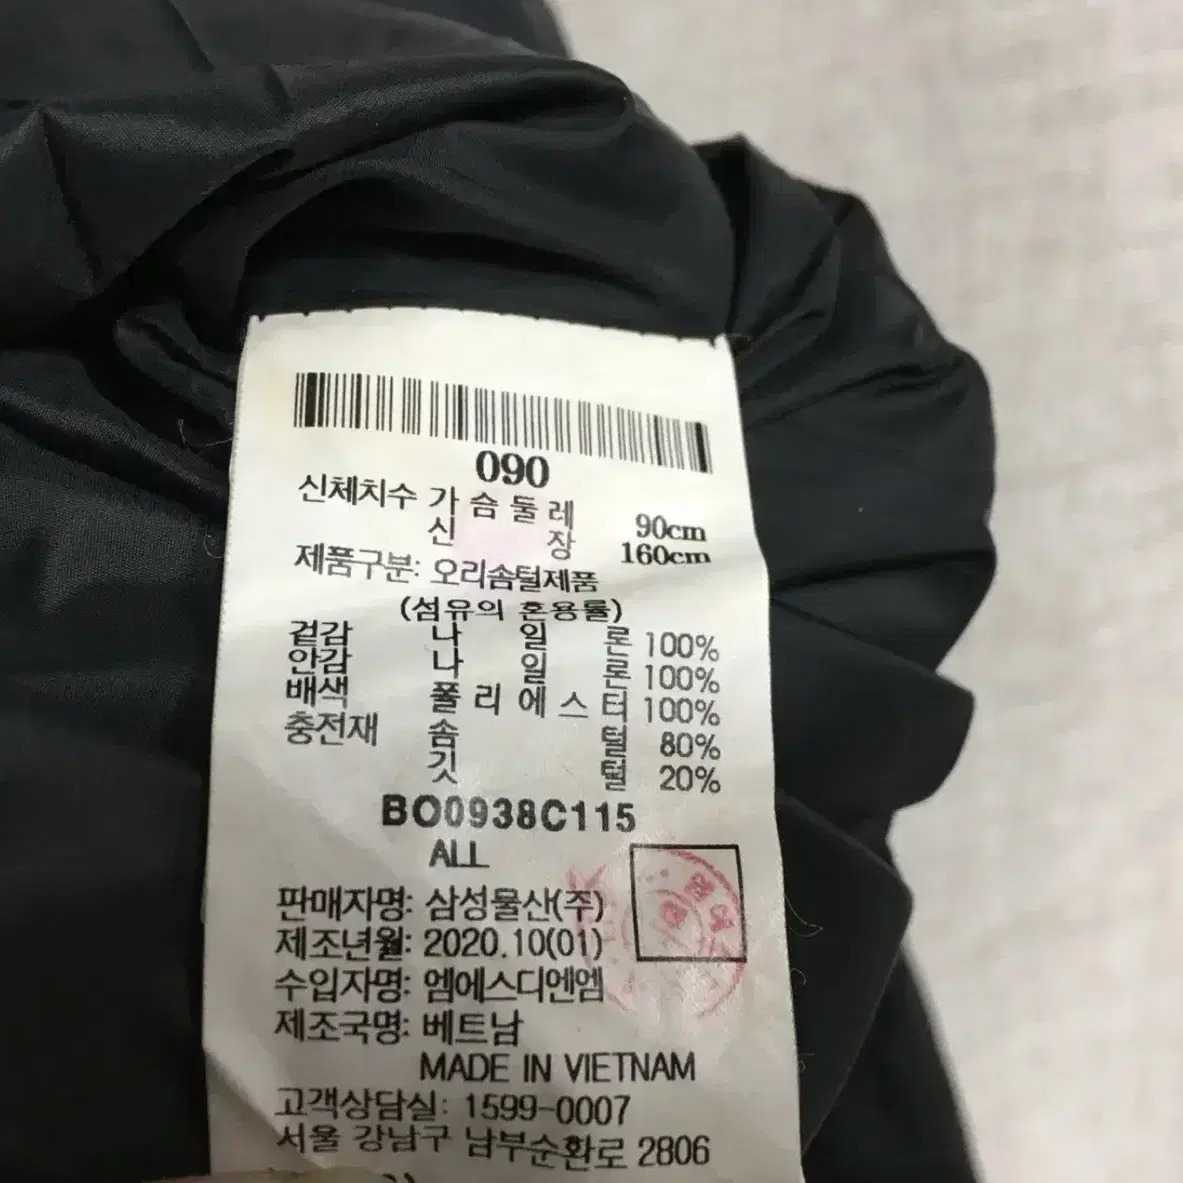 090
신체치수 가슴둘레 90cm
신장 160cm
제품구분: 오리솜털제품
(섬유의 혼용률)
겉감 나일론 100%
안감 나일론 100%
배색 폴리에스터 100%
충전재 솜털 80%
깃털 20%
BO0938C115
ALL
판매자명: 삼성물산(주)
제조년월: 2020.10(01)
수입자명: 엠에스디엔엠
제조국명: 베트남
MADE IN VIETNAM
고객상담실: 1599-0007
서울 강남구 남부순환로 2806